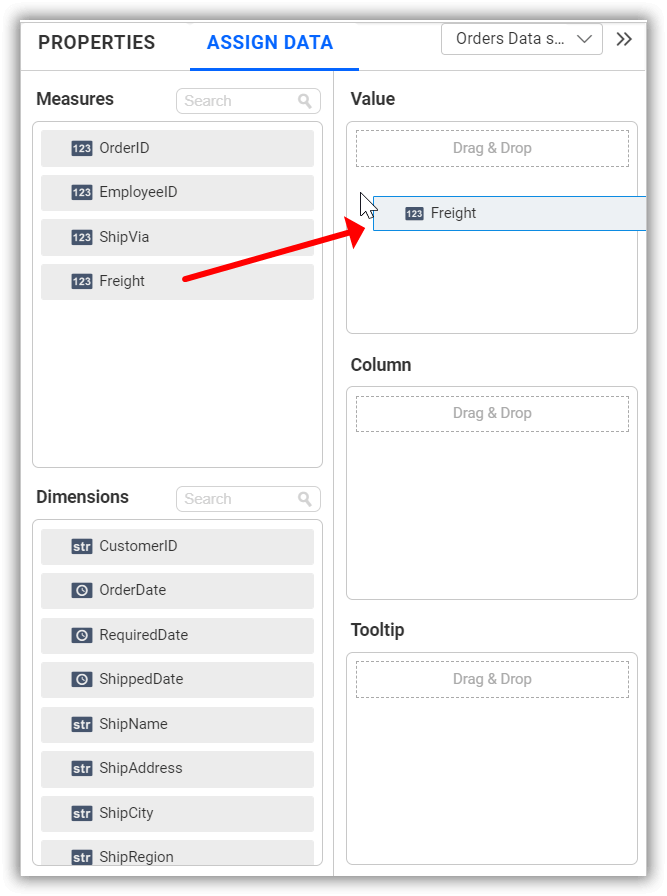 PROPERTIES
ASSIGN DATA
Orders Data s...
Measures
Search
123 OrderID
123 EmployeeID
123 ShipVia
123 Freight
Dimensions
Search
str CustomerID
OrderDate
RequiredDate
ShippedDate
str ShipName
str ShipAddress
str ShipCity
str ShipRegion
Value
Drag & Drop
123 Freight
Column
Drag & Drop
Tooltip
Drag & Drop